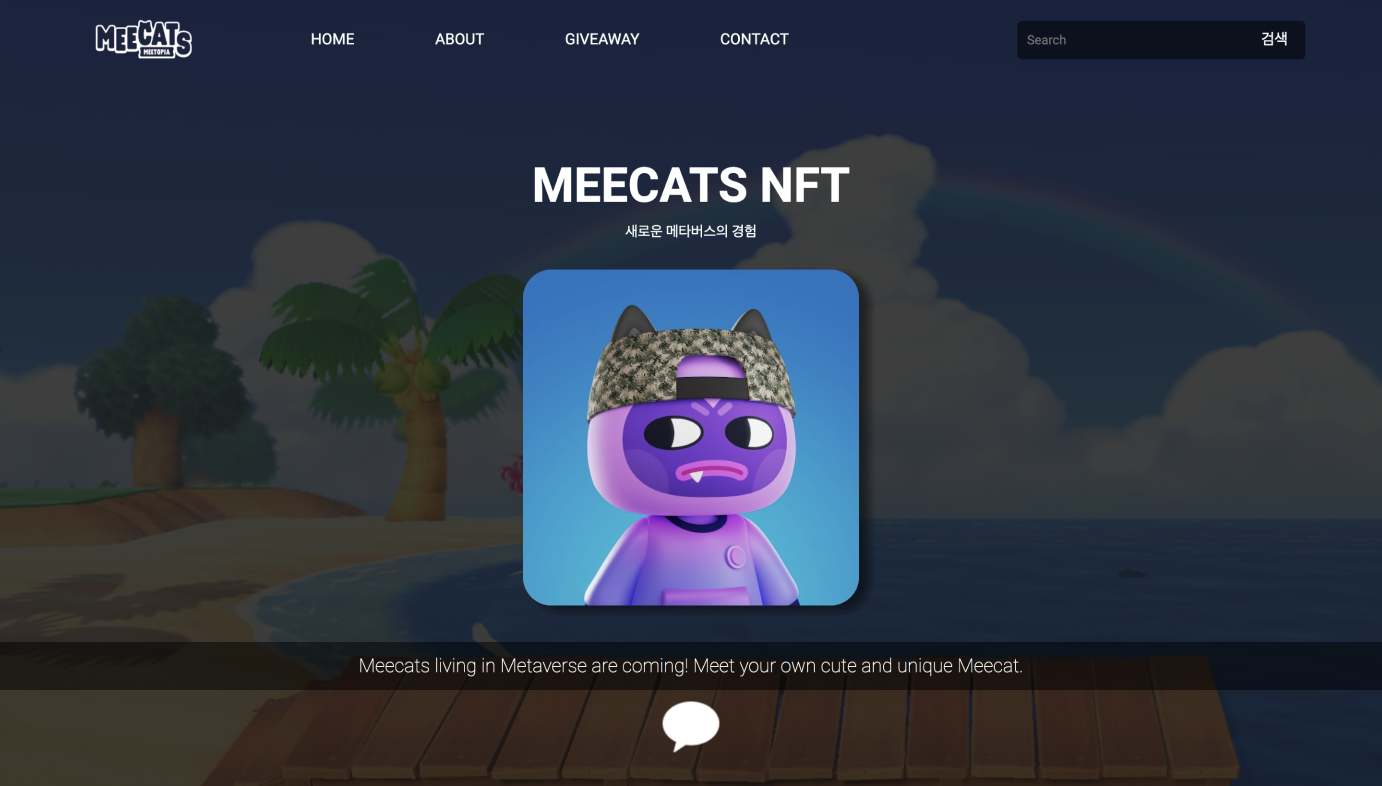 MEECATS
MEETOPIA
HOME
ABOUT
GIVEAWAY
CONTACT
Search
검색
MEECATS NFT
새로운 메타버스의 경험
Meecats living in Metaverse are coming! Meet your own cute and unique Meecat.